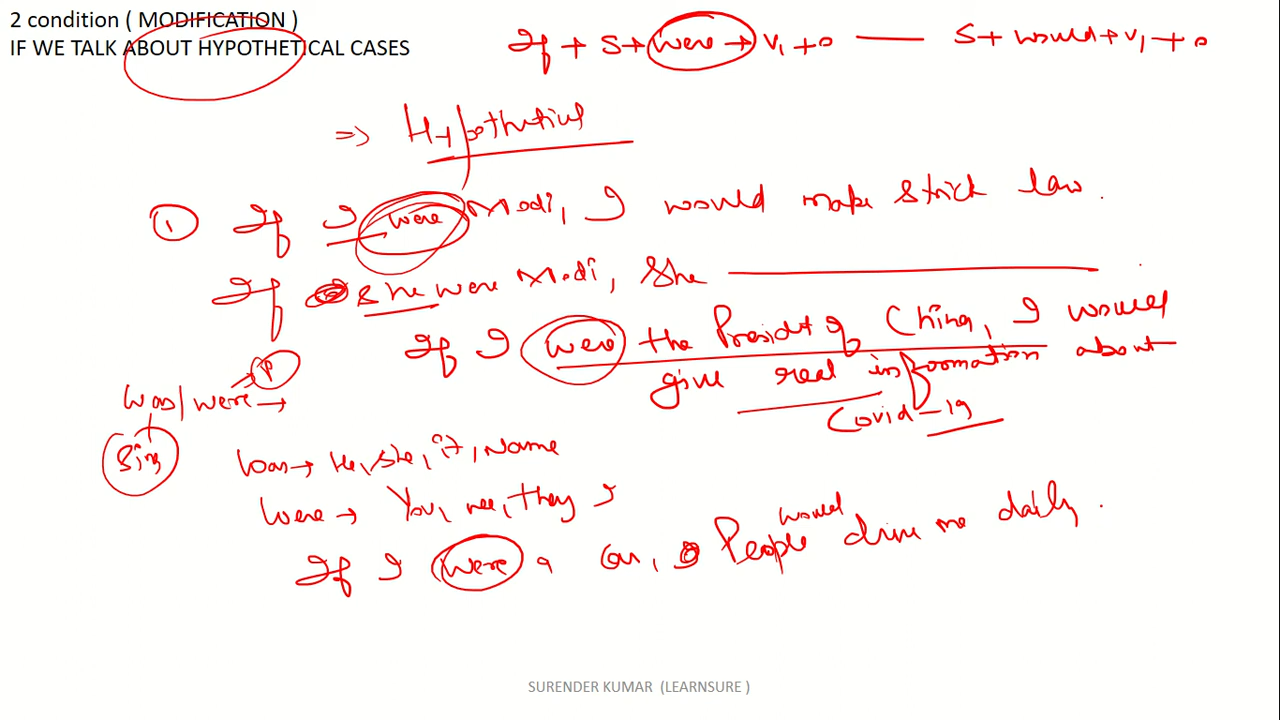 2 condition ( MODIFICATION )
IF WE TALK ABOUT HYPOTHETICAL CASES
If + S + were + V1 + o —— S + would + V1 + o
⇒ Hypothetical
① If I were Modi, I would make strick law.
If she were Modi, She ————
If I were the President of China, I would
give real information about
Covid-19
was/were → P
Sin
was → He, she, it, Name
Were → You, we, they I
If I were a Car, People would drive me daily.
SURENDER KUMAR (LEARNSURE )